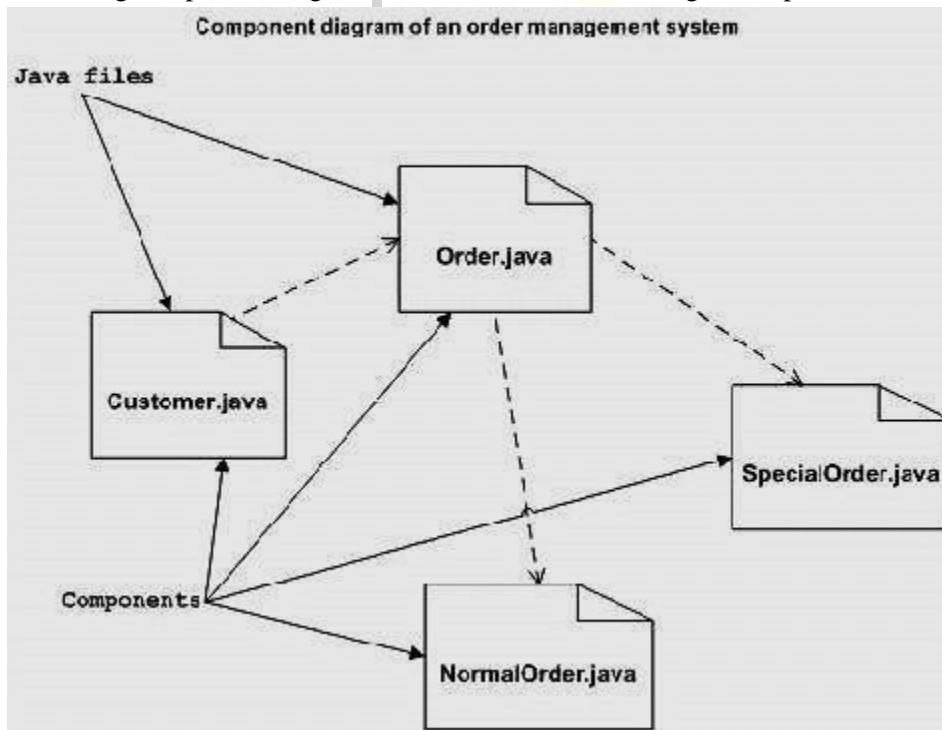 Component diagram of an order management system
Java files
Order.java
Customer.java
SpecialOrder.java
Components
NormalOrder.java